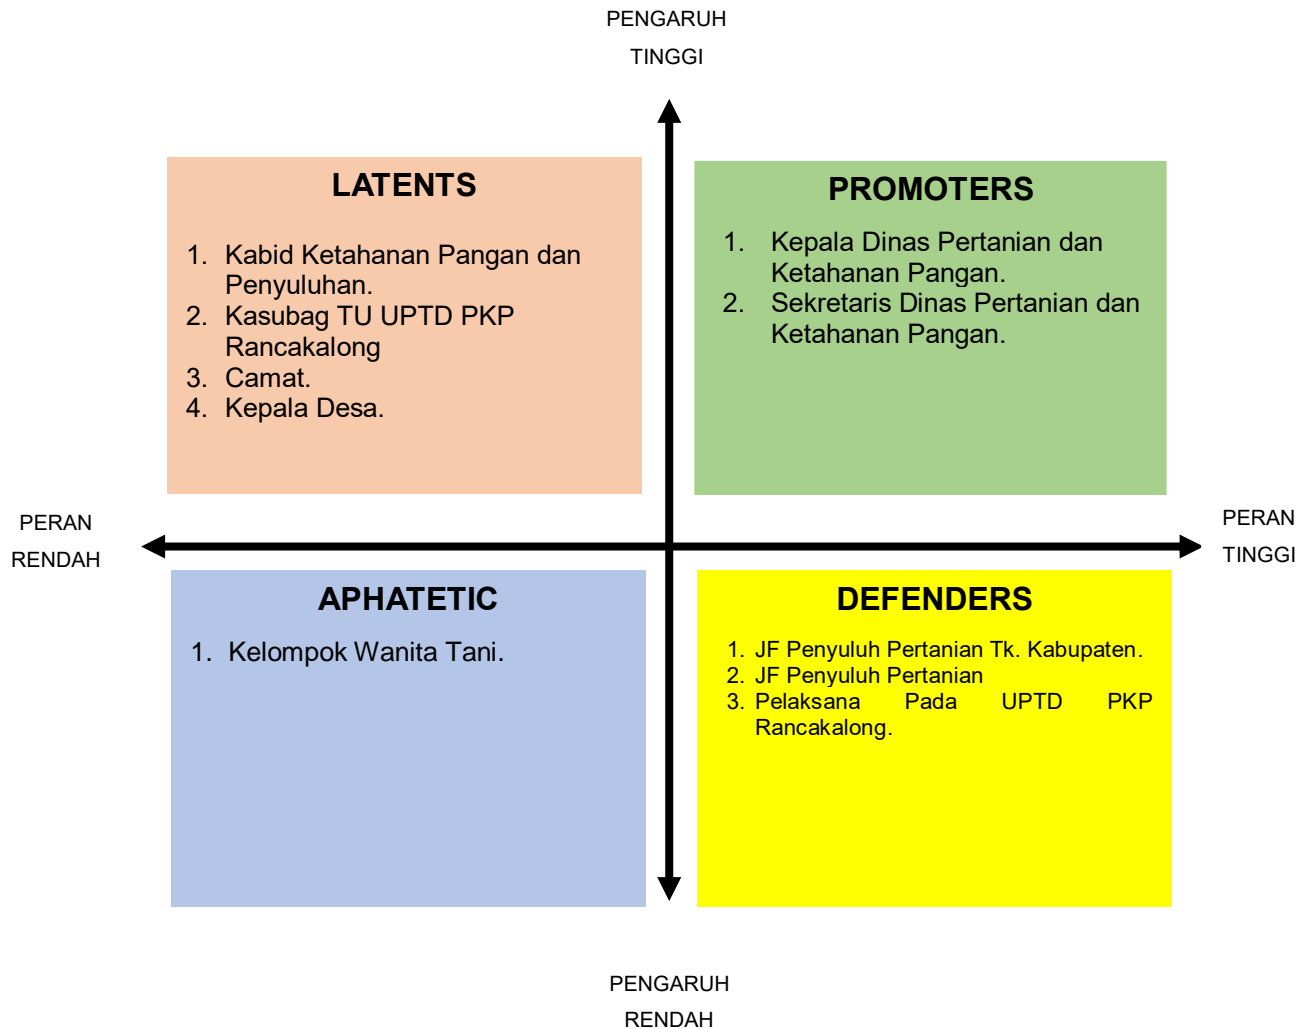 PENGARUH
TINGGI
LATENTS
1. Kabid Ketahanan Pangan dan
Penyuluhan.
2. Kasubag TU UPTD PKP
Rancakalong
3. Camat.
4. Kepala Desa.
PROMOTERS
1. Kepala Dinas Pertanian dan
Ketahanan Pangan.
2. Sekretaris Dinas Pertanian dan
Ketahanan Pangan.
PERAN
RENDAH
PERAN
TINGGI
APHATETIC
1. Kelompok Wanita Tani.
DEFENDERS
1. JF Penyuluh Pertanian Tk. Kabupaten.
2. JF Penyuluh Pertanian
3. Pelaksana Pada UPTD PKP
Rancakalong.
PENGARUH
RENDAH